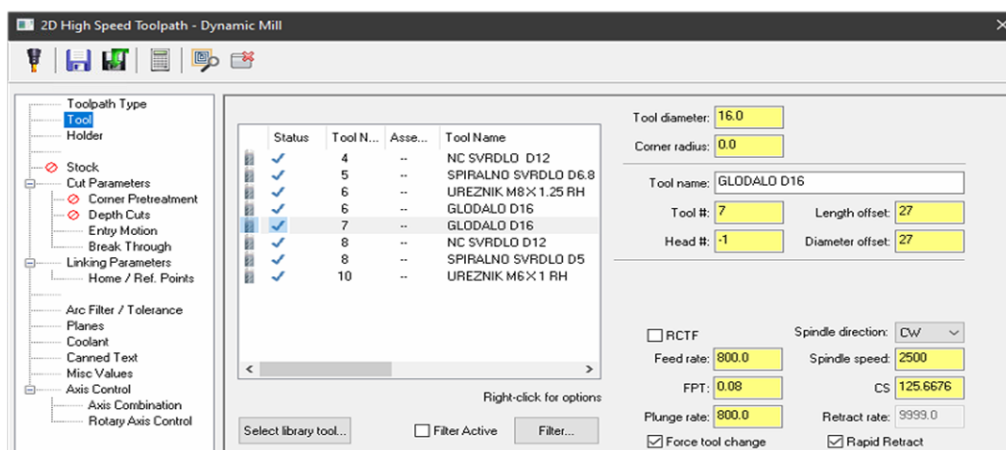 2D High Speed Toolpath - Dynamic Mill
Toolpath Type
Tool
Holder
Stock
Cut Parameters
Corner Pretreatment
Depth Cuts
Entry Motion
Break Through
Linking Parameters
Home / Ref. Points
Arc Filter / Tolerance
Planes
Coolant
Canned Text
Misc Values
Axis Control
Axis Combination
Rotary Axis Control
Status Tool N... Asse... Tool Name
4 -- NC SVRDLO D12
5 -- SPIRALNO SVRDLO D6.8
6 -- UREZNIK M8X1.25 RH
6 -- GLODALO D16
7 -- GLODALO D16
8 -- NC SVRDLO D12
8 -- SPIRALNO SVRDLO D5
10 -- UREZNIK M6X1 RH
Right-click for options
Select library tool...
Filter Active
Filter...
Tool diameter: 16.0
Corner radius: 0.0
Tool name: GLODALO D16
Tool #: 7 Length offset: 27
Head #: -1 Diameter offset: 27
RCTF Spindle direction: CW
Feed rate: 800.0 Spindle speed: 2500
FPT: 0.08 CS 125.6676
Plunge rate: 800.0 Retract rate: 9999.0
Force tool change Rapid Retract